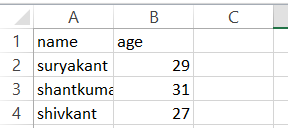 A B C
1 name age
2 suryakant 29
3 shantkuma 31
4 shivkant 27